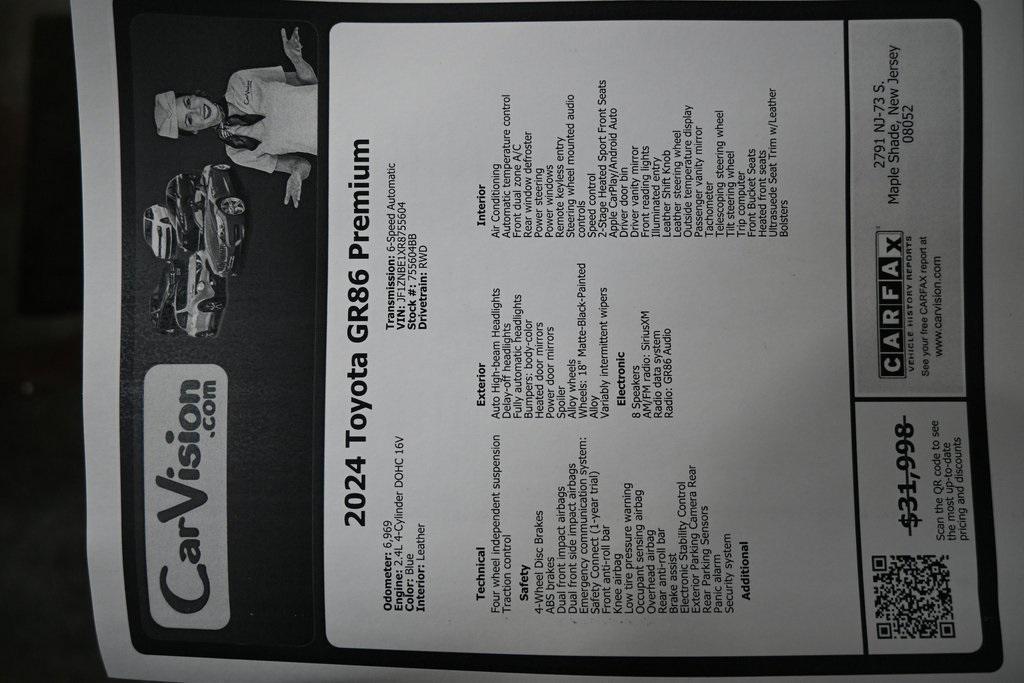 CarVision
.com
CarVision
2024 Toyota GR86 Premium
Odometer: 6,969
Engine: 2.4L 4-Cylinder DOHC 16V
Color: Blue
Interior: Leather
Transmission: 6-Speed Automatic
VIN: JF1ZNBE1XR8755604
Stock #: 755604BB
Drivetrain: RWD
Technical
Four wheel independent suspension
Traction control
Safety
4-Wheel Disc Brakes
ABS brakes
Dual front impact airbags
Dual front side impact airbags
Emergency communication system:
Safety Connect (1-year trial)
Front anti-roll bar
Knee airbag
Low tire pressure warning
Occupant sensing airbag
Overhead airbag
Rear anti-roll bar
Brake assist
Electronic Stability Control
Exterior Parking Camera Rear
Rear Parking Sensors
Panic alarm
Security system
Additional
Exterior
Auto High-beam Headlights
Delay-off headlights
Fully automatic headlights
Bumpers: body-color
Heated door mirrors
Power door mirrors
Spoiler
Alloy wheels
Wheels: 18" Matte-Black-Painted
Alloy
Variably intermittent wipers
Electronic
8 Speakers
AM/FM radio: SiriusXM
Radio data system
Radio: GR86 Audio
Interior
Air Conditioning
Automatic temperature control
Front dual zone A/C
Rear window defroster
Power steering
Power windows
Remote keyless entry
Steering wheel mounted audio
controls
Speed control
2-Stage Heated Sport Front Seats
Apple CarPlay/Android Auto
Driver door bin
Driver vanity mirror
Front reading lights
Illuminated entry
Leather Shift Knob
Leather steering wheel
Outside temperature display
Passenger vanity mirror
Tachometer
Telescoping steering wheel
Tilt steering wheel
Trip computer
Front Bucket Seats
Heated front seats
Ultrasuede Seat Trim w/Leather
Bolsters
$31,998
Scan the QR code to see
the most up-to-date
pricing and discounts
CARFAX
VEHICLE HISTORY REPORTS
See your free CARFAX report at
www.carvision.com
2791 NJ-73 S.
Maple Shade, New Jersey
08052